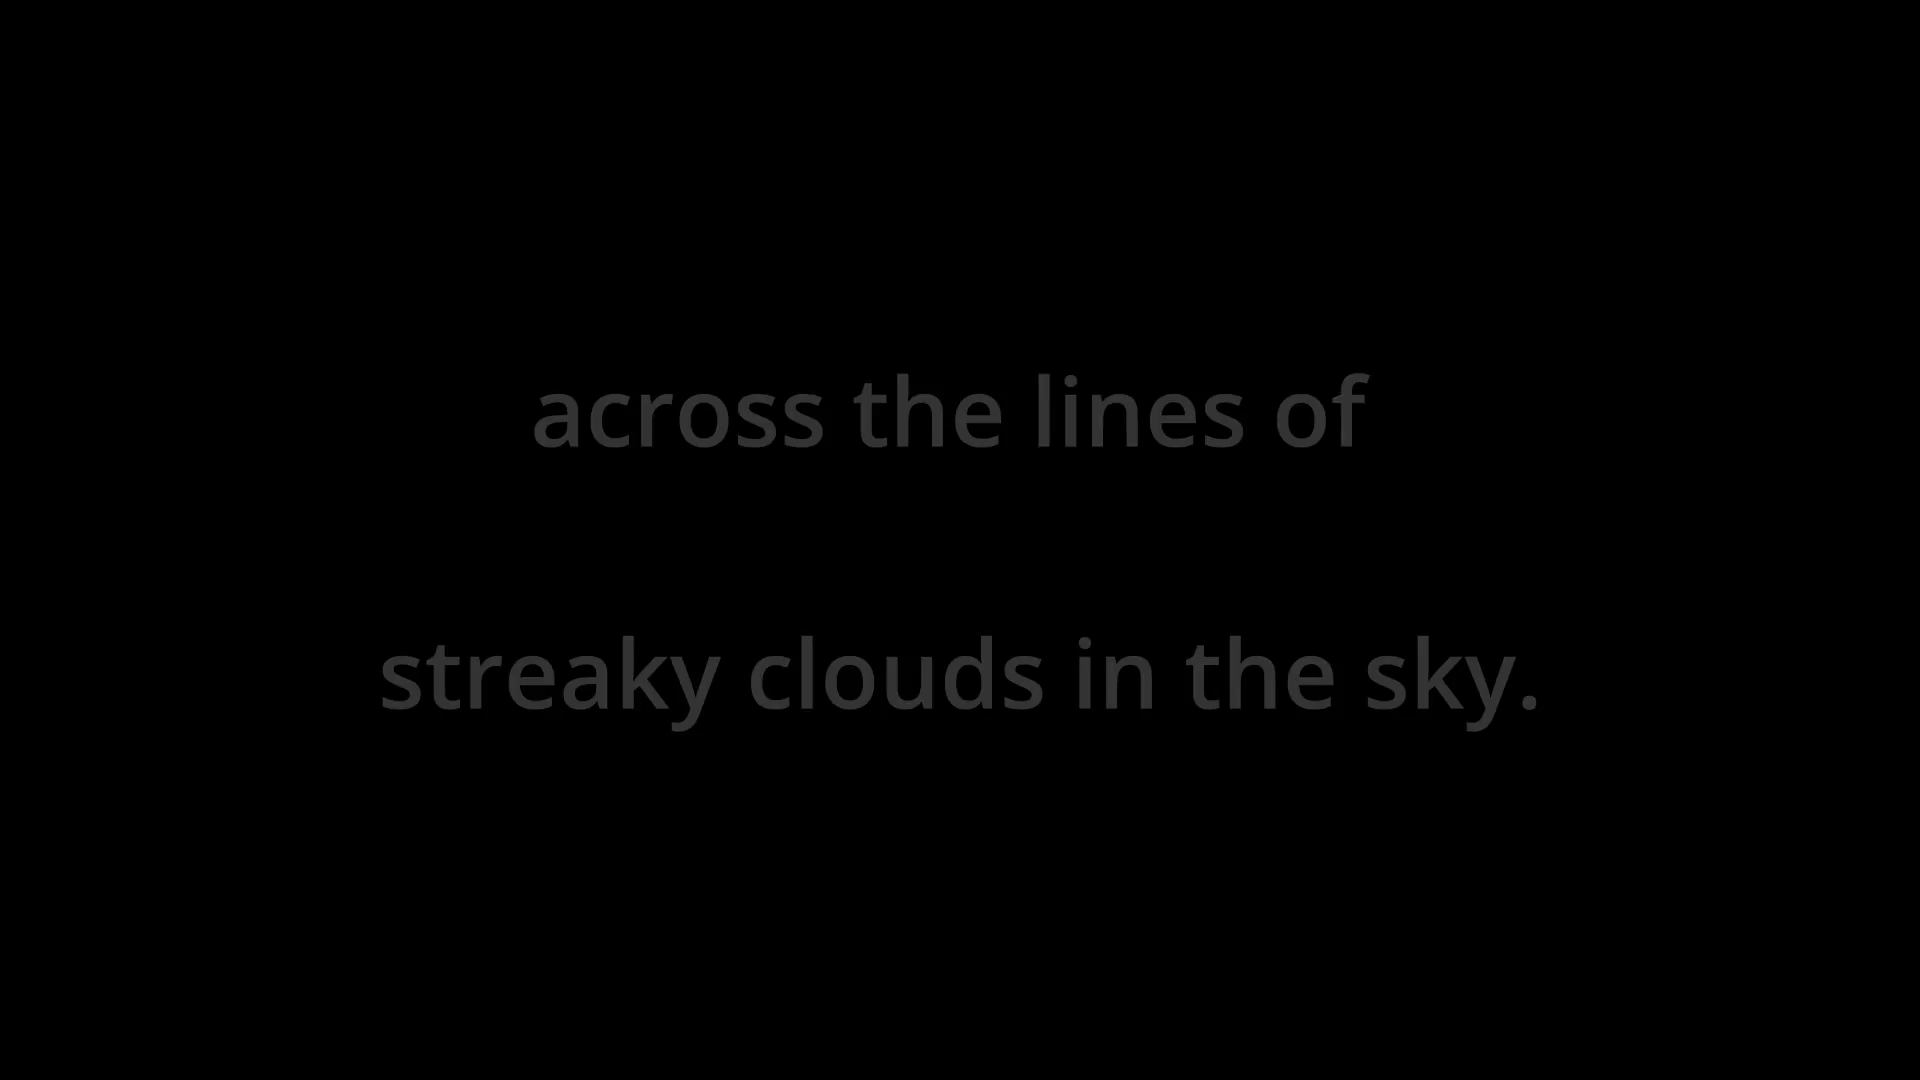 across the lines of
streaky clouds in the sky.